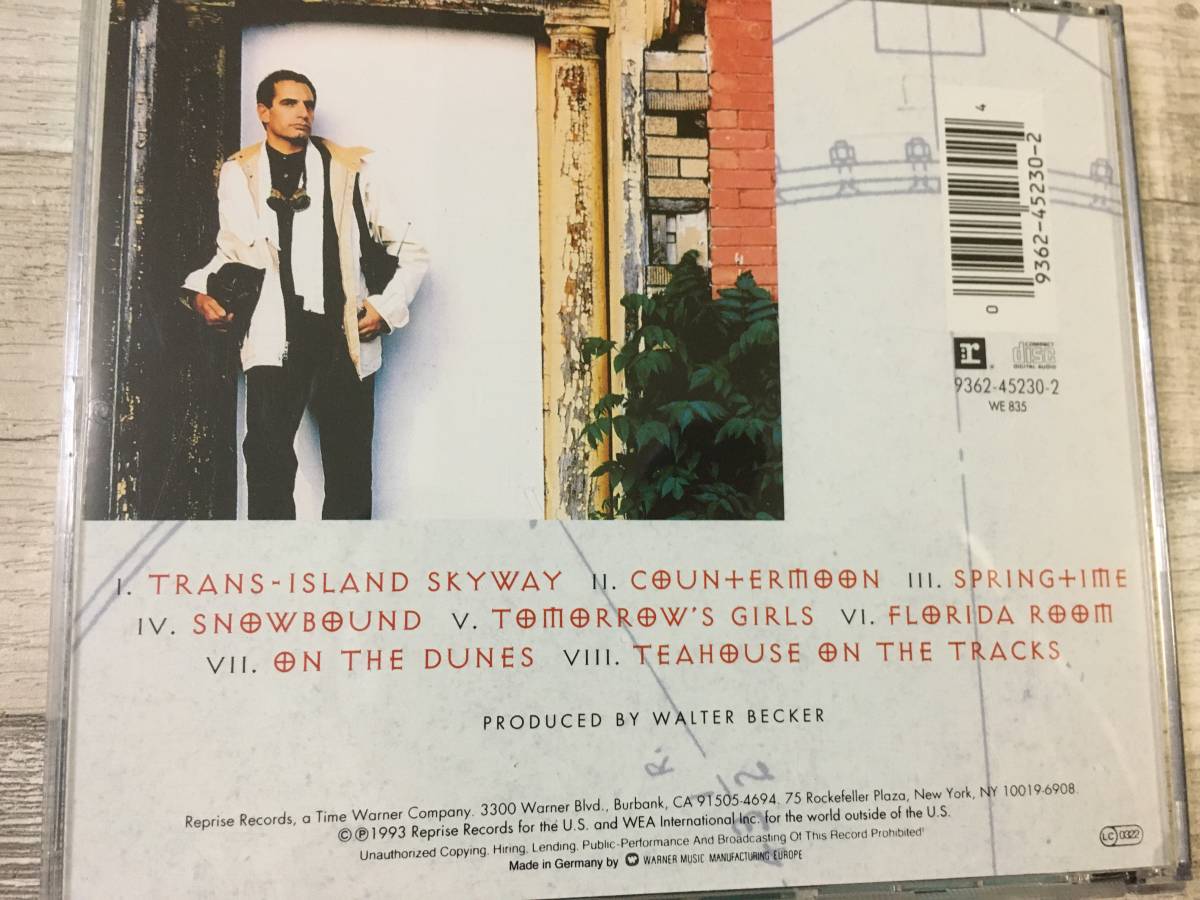 4
9362-45230-2
0
r
COMPACT
disc
DIGITAL AUDIO
9362-45230-2
WE 835
I. TRANS-ISLAND SKYWAY II. COUNTERMOON III. SPRINGTIME
IV. SNOWBOUND V. TOMORROW'S GIRLS VI. FLORIDA ROOM
VII. ON THE DUNES VIII. TEAHOUSE ON THE TRACKS
PRODUCED BY WALTER BECKER
R.
Reprise Records, a Time Warner Company. 3300 Warner Blvd., Burbank, CA 91505-4694. 75 Rockefeller Plaza, New York, NY 10019-6908.
©℗1993 Reprise Records for the U.S. and WEA International Inc. for the world outside of the U.S.
Unauthorized Copying, Hiring, Lending, Public Performance And Broadcasting Of This Record Prohibited!
LC 0322
Made in Germany by WARNER MUSIC MANUFACTURING EUROPE